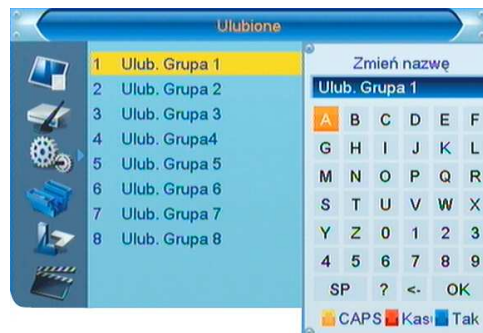 Ulubione
1 Ulub. Grupa 1
2 Ulub. Grupa 2
3 Ulub. Grupa 3
4 Ulub. Grupa4
5 Ulub. Grupa 5
6 Ulub. Grupa 6
7 Ulub. Grupa 7
8 Ulub. Grupa 8
Zmień nazwę
Ulub. Grupa 1
A B C D E F
G H I J K L
M N O P Q R
S T U V W X
Y Z 0 1 2 3
4 5 6 7 8 9
SP ? <- OK
CAPS Kas Tak